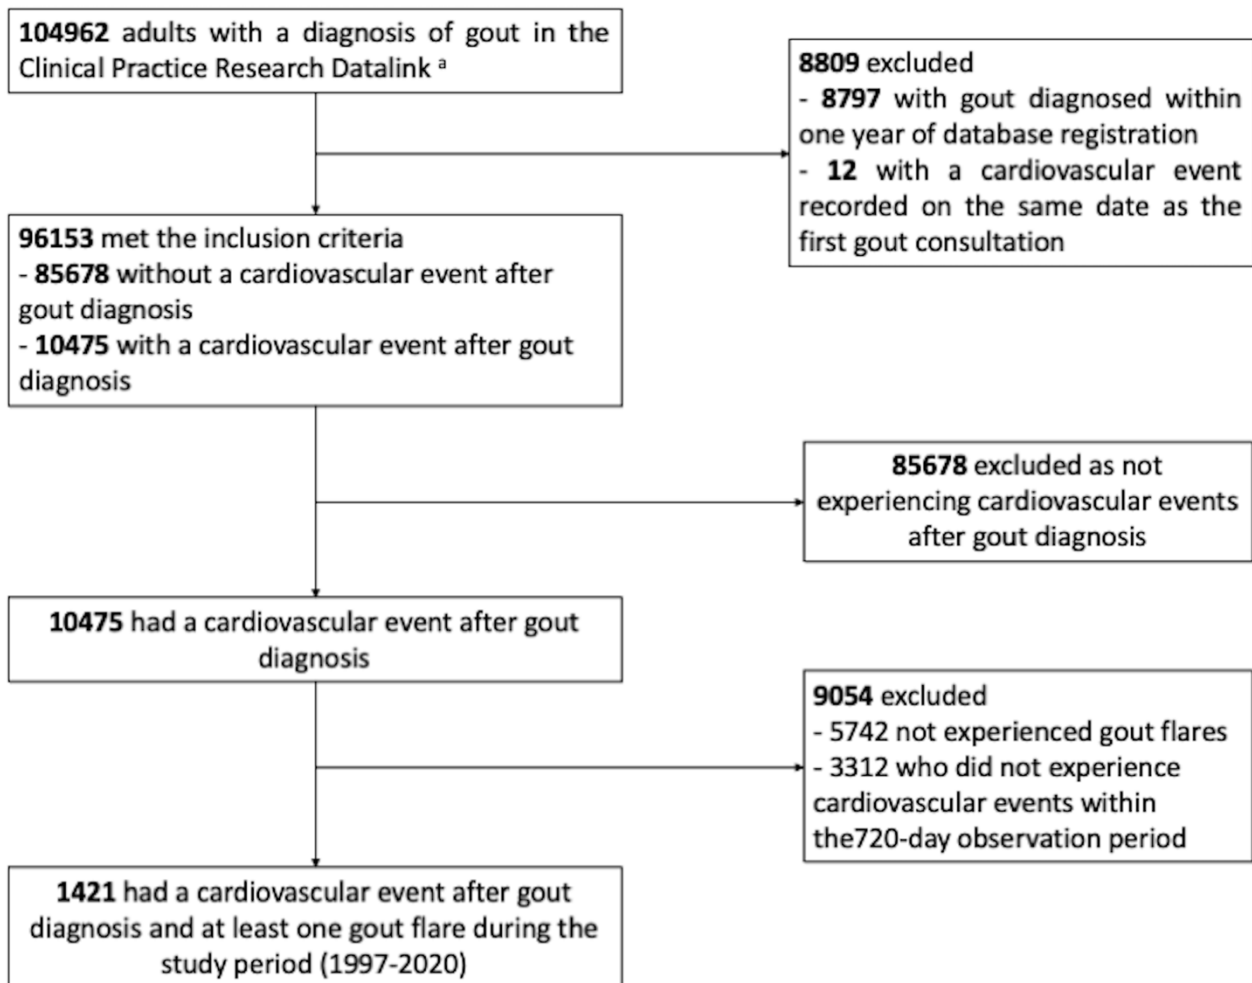 104962 adults with a diagnosis of gout in the
Clinical Practice Research Datalink ᵃ
8809 excluded
- 8797 with gout diagnosed within
one year of database registration
- 12 with a cardiovascular event
recorded on the same date as the
first gout consultation
96153 met the inclusion criteria
- 85678 without a cardiovascular event after
gout diagnosis
- 10475 with a cardiovascular event after gout
diagnosis
85678 excluded as not
experiencing cardiovascular events
after gout diagnosis
10475 had a cardiovascular event after gout
diagnosis
9054 excluded
- 5742 not experienced gout flares
- 3312 who did not experience
cardiovascular events within
the720-day observation period
1421 had a cardiovascular event after gout
diagnosis and at least one gout flare during the
study period (1997-2020)